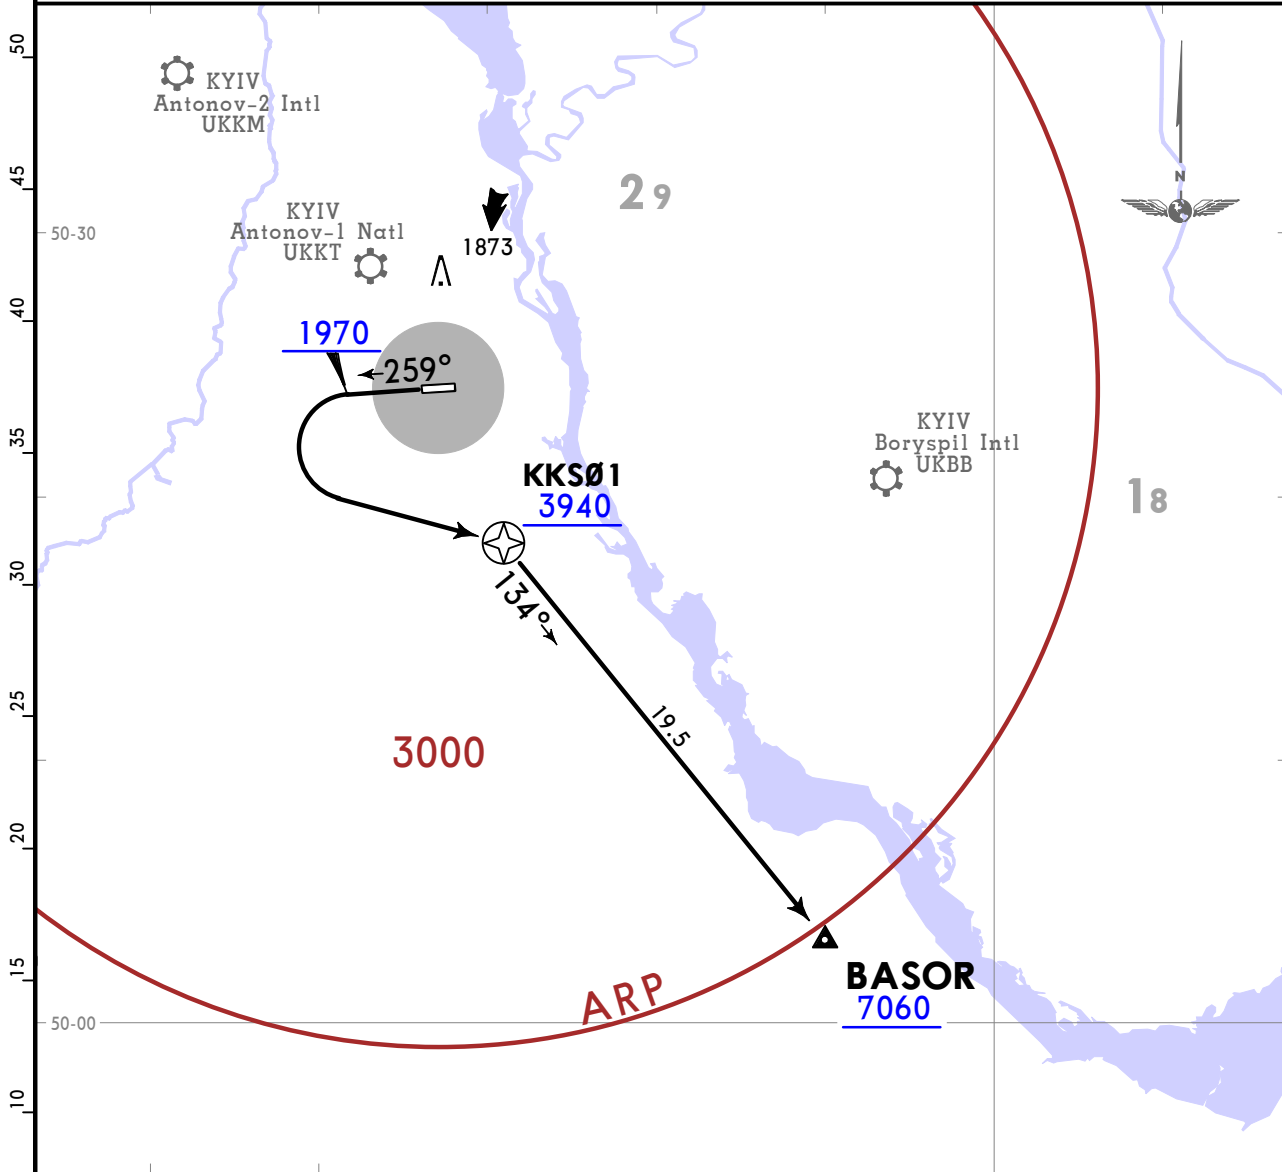 50
KYIV
Antonov-2 Intl
UKKM
45
29
N
KYIV
Antonov-1 Natl
UKKT
50-30
1873
40
1970
259°
35
KYIV
Boryspil Intl
UKBB
KKSØ1
3940
18
30
134°
25
19.5
3000
20
15
BASOR
7060
ARP
50-00
10